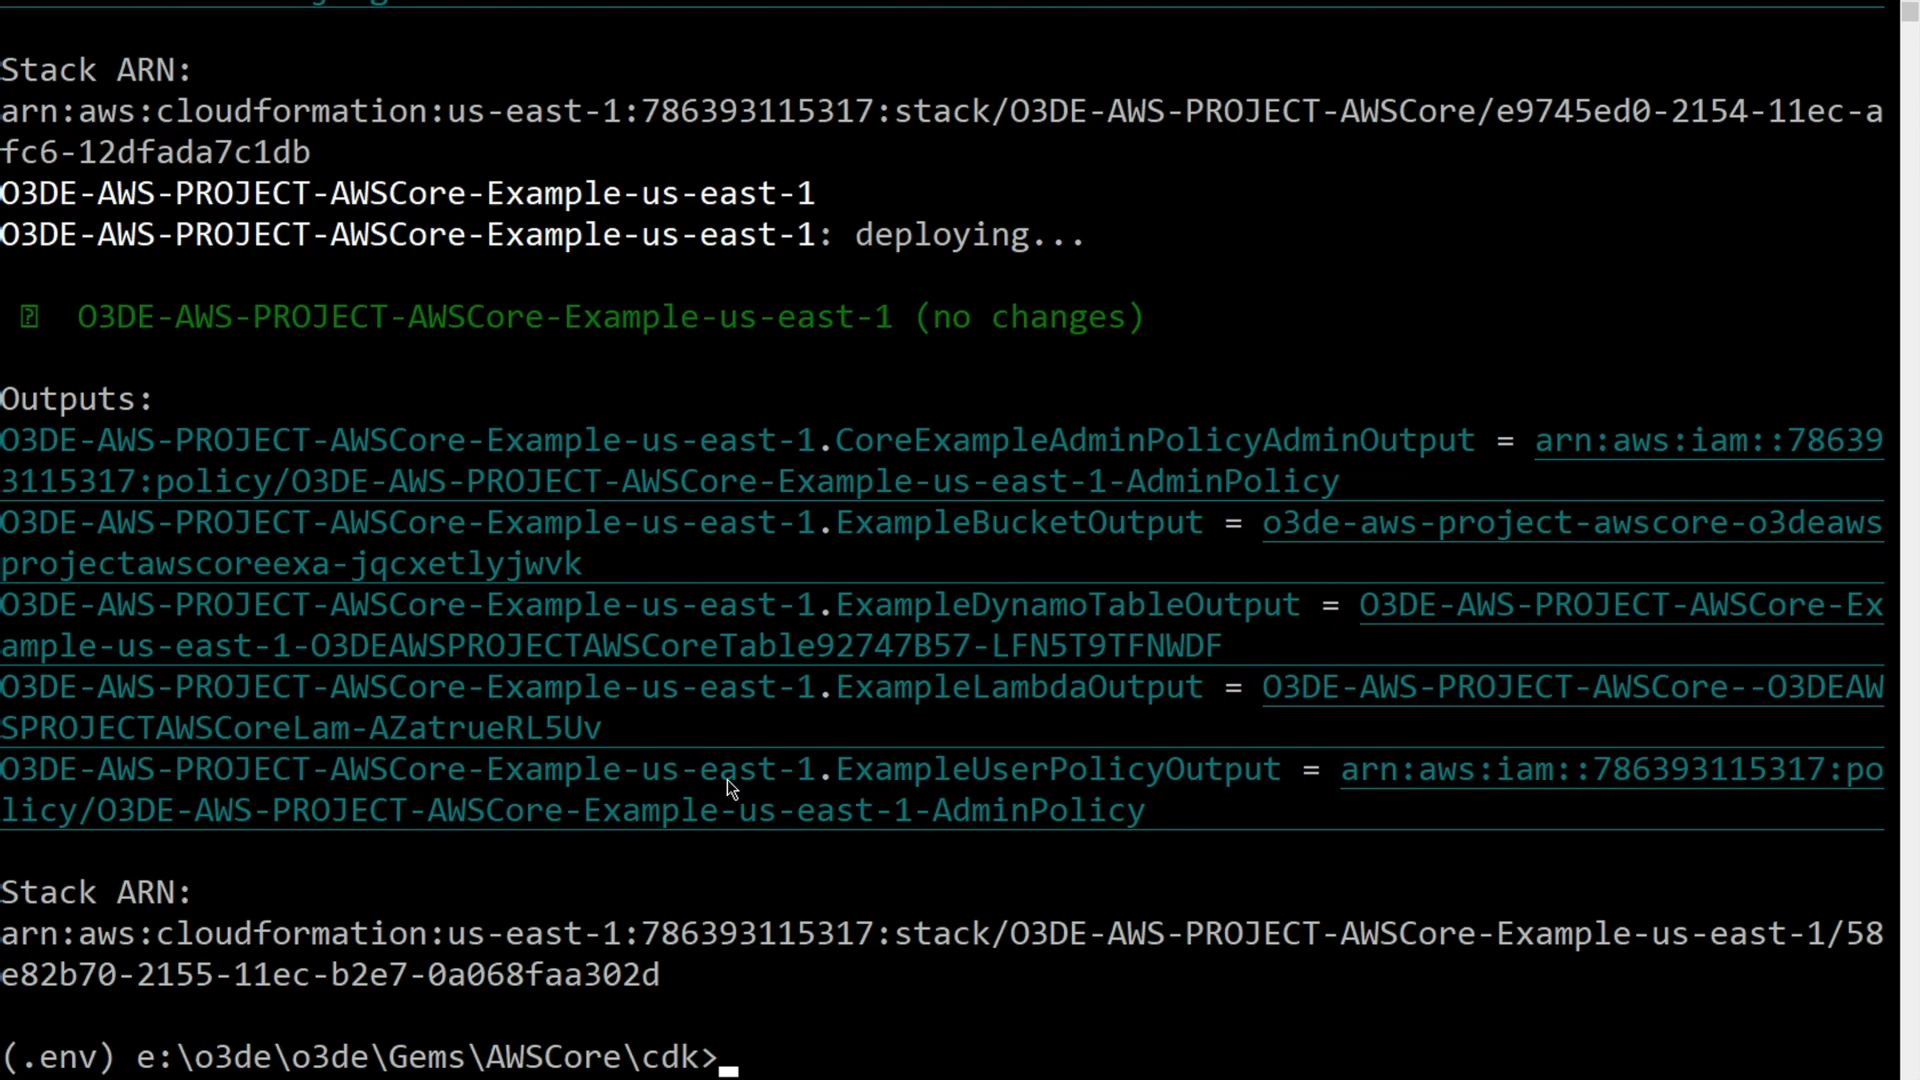 Stack ARN:
arn:aws:cloudformation:us-east-1:786393115317:stack/O3DE-AWS-PROJECT-AWSCore/e9745ed0-2154-11ec-a
fc6-12dfada7c1db
O3DE-AWS-PROJECT-AWSCore-Example-us-east-1
O3DE-AWS-PROJECT-AWSCore-Example-us-east-1: deploying...
O3DE-AWS-PROJECT-AWSCore-Example-us-east-1 (no changes)
Outputs:
O3DE-AWS-PROJECT-AWSCore-Example-us-east-1.CoreExampleAdminPolicyAdminOutput = arn:aws:iam::78639
3115317:policy/O3DE-AWS-PROJECT-AWSCore-Example-us-east-1-AdminPolicy
O3DE-AWS-PROJECT-AWSCore-Example-us-east-1.ExampleBucketOutput = o3de-aws-project-awscore-o3deaws
projectawscoreexa-jqcxetlyjwvk
O3DE-AWS-PROJECT-AWSCore-Example-us-east-1.ExampleDynamoTableOutput = O3DE-AWS-PROJECT-AWSCore-Ex
ample-us-east-1-O3DEAWSPROJECTAWSCoreTable92747B57-LFN5T9TFNWDF
O3DE-AWS-PROJECT-AWSCore-Example-us-east-1.ExampleLambdaOutput = O3DE-AWS-PROJECT-AWSCore--O3DEAW
SPROJECTAWSCoreLam-AZatrueRL5Uv
O3DE-AWS-PROJECT-AWSCore-Example-us-east-1.ExampleUserPolicyOutput = arn:aws:iam::786393115317:po
licy/O3DE-AWS-PROJECT-AWSCore-Example-us-east-1-AdminPolicy
Stack ARN:
arn:aws:cloudformation:us-east-1:786393115317:stack/O3DE-AWS-PROJECT-AWSCore-Example-us-east-1/58
e82b70-2155-11ec-b2e7-0a068faa302d
(.env) e:\o3de\o3de\Gems\AWSCore\cdk>